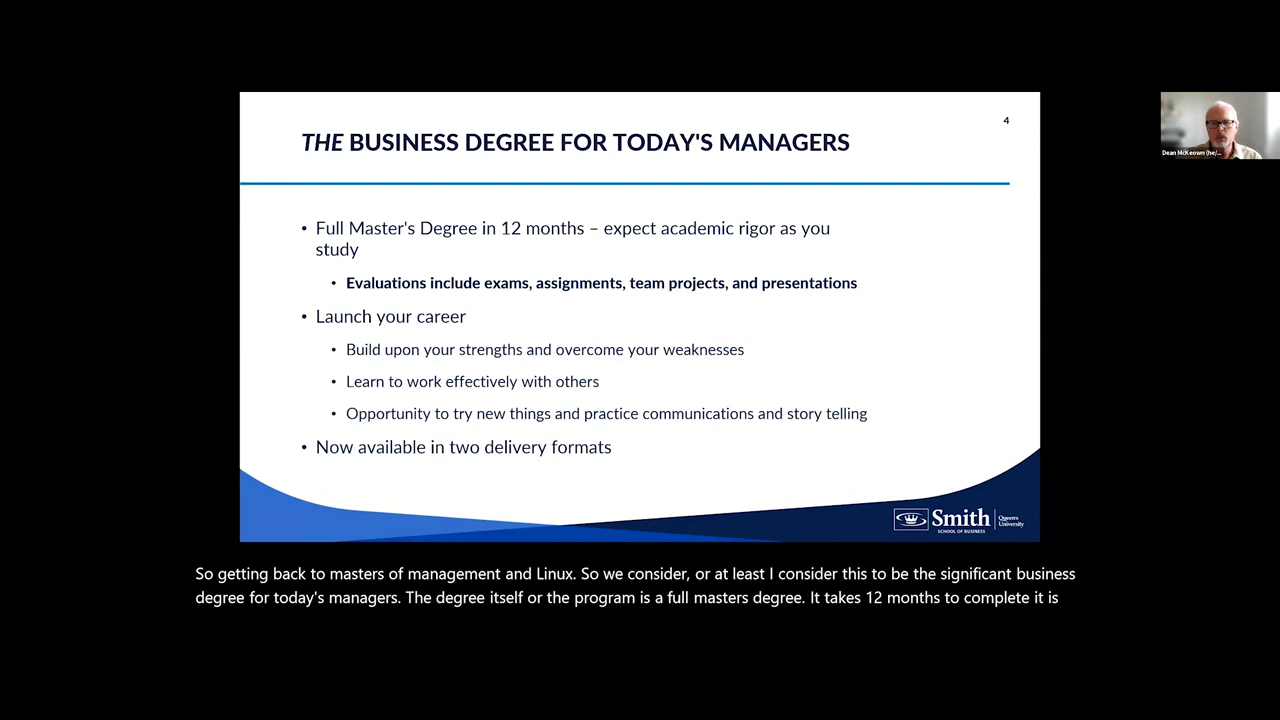 4
THE BUSINESS DEGREE FOR TODAY'S MANAGERS
• Full Master's Degree in 12 months – expect academic rigor as you
study
• Evaluations include exams, assignments, team projects, and presentations
• Launch your career
• Build upon your strengths and overcome your weaknesses
• Learn to work effectively with others
• Opportunity to try new things and practice communications and story telling
• Now available in two delivery formats
Smith
SCHOOL OF BUSINESS
Queen's
University
Dean McKeown (he/...
So getting back to masters of management and Linux. So we consider, or at least I consider this to be the significant business
degree for today's managers. The degree itself or the program is a full masters degree. It takes 12 months to complete it is